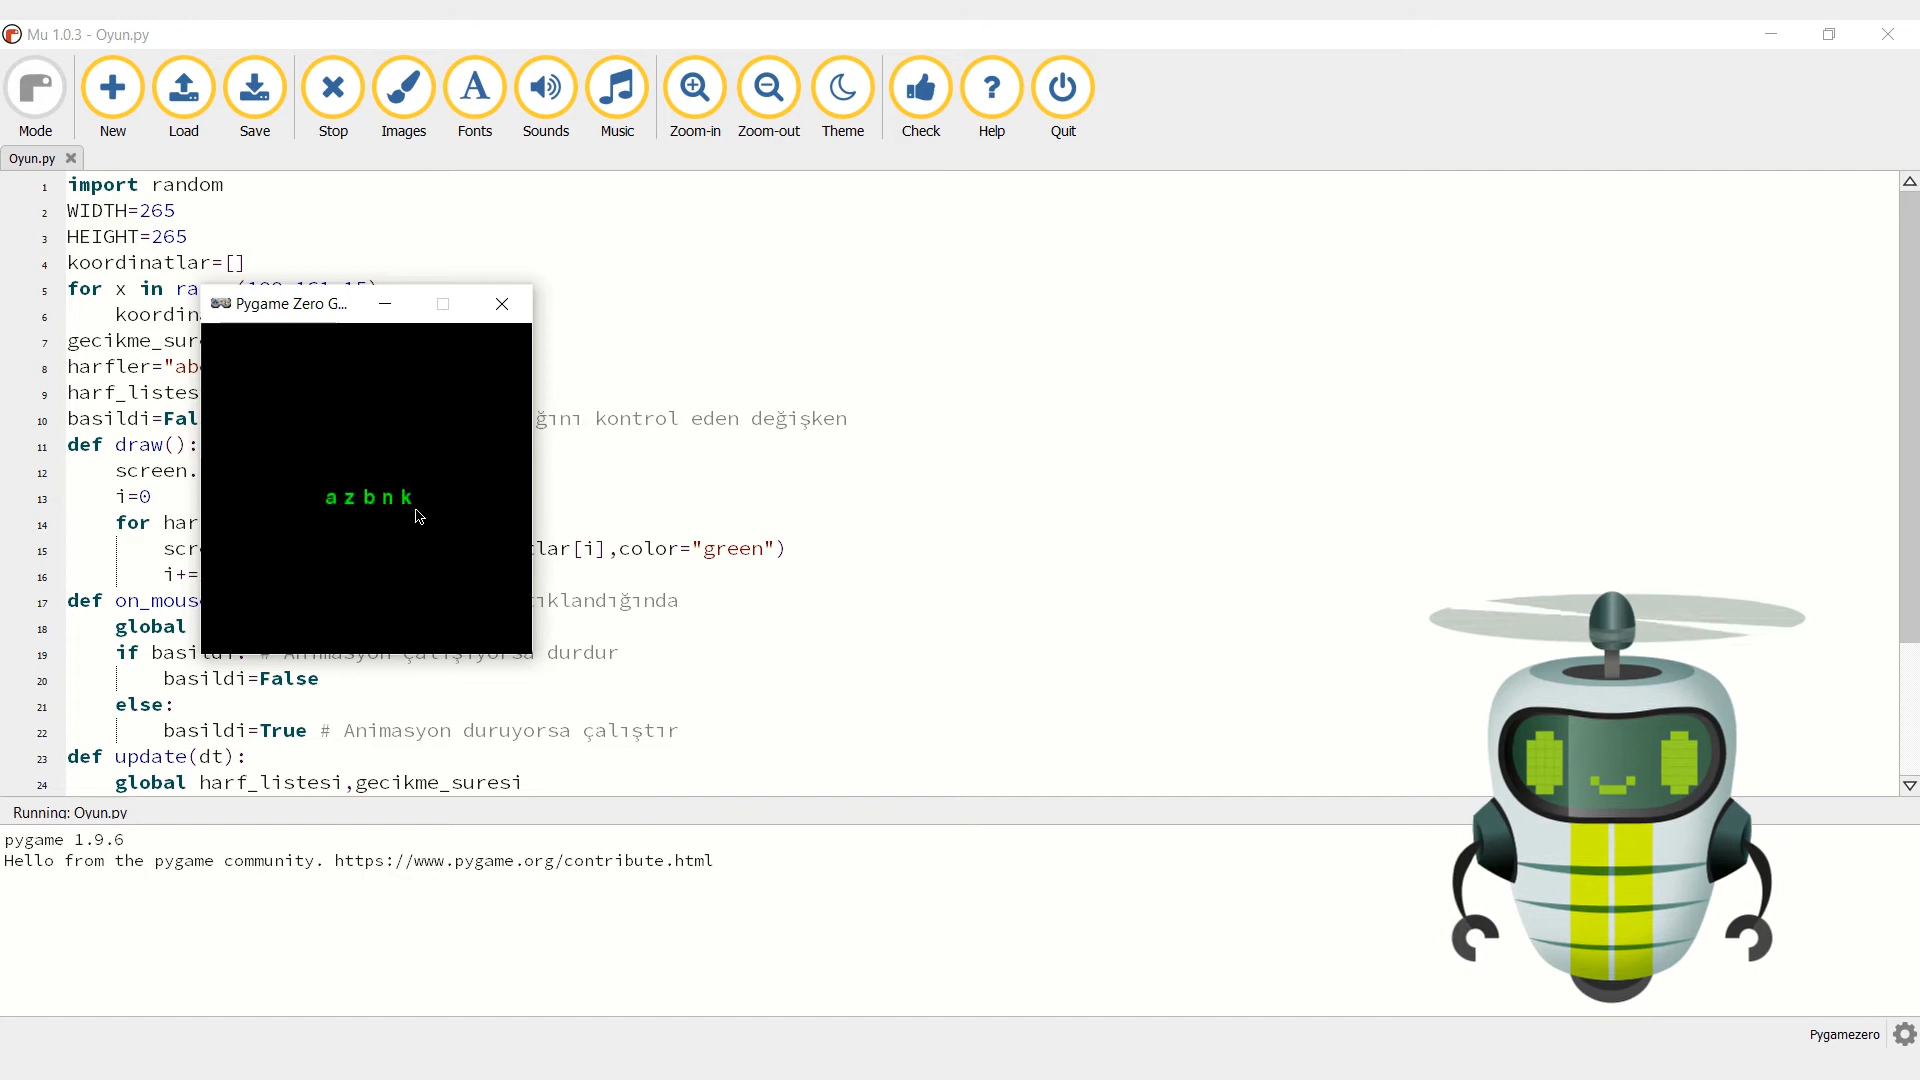 Mu 1.0.3 - Oyun.py
Mode New Load Save Stop Images Fonts Sounds Music Zoom-in Zoom-out Theme Check Help Quit
Oyun.py
1 import random
2 WIDTH=265
3 HEIGHT=265
4 koordinatlar=[]
5 for x in ra
6 koordin
7 gecikme_sur
8 harfler="ab
9 harf_listes
10 basildi=Fal ğını kontrol eden değişken
11 def draw():
12 screen.
13 i=0
14 for har
15 scr lar[i],color="green")
16 i+=
17 def on_mous ıklandığında
18 global
19 if basildi: # Animasyon çalışıyorsa durdur
20 basildi=False
21 else:
22 basildi=True # Animasyon duruyorsa çalıştır
23 def update(dt):
24 global harf_listesi,gecikme_suresi
Pygame Zero G...
a z b n k
Running: Oyun.py
pygame 1.9.6
Hello from the pygame community. https://www.pygame.org/contribute.html
Pygamezero